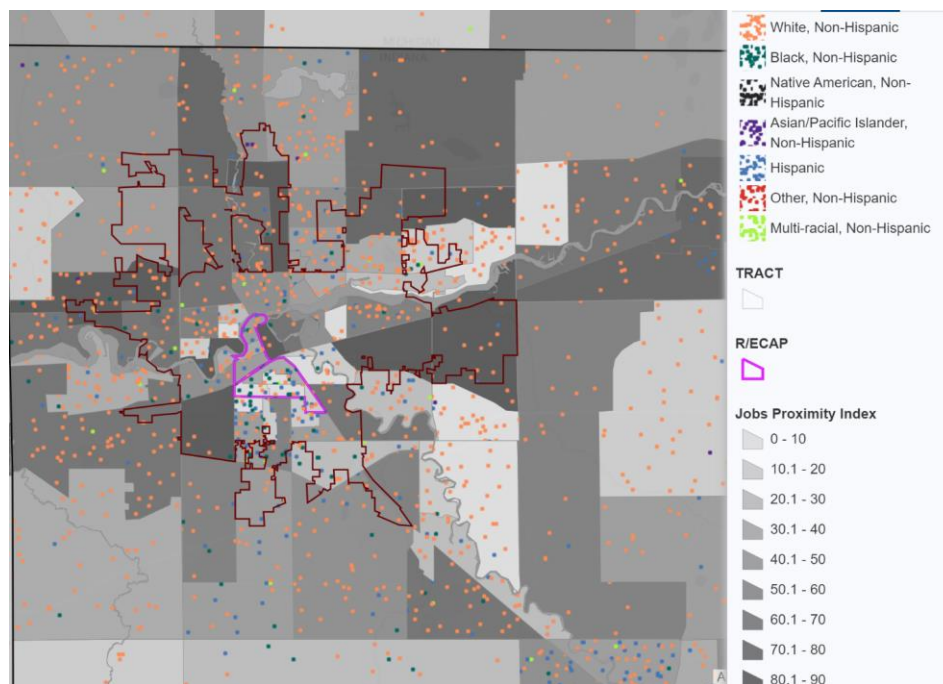 White, Non-Hispanic
Black, Non-Hispanic
Native American, Non-
Hispanic
Asian/Pacific Islander,
Non-Hispanic
Hispanic
Other, Non-Hispanic
Multi-racial, Non-Hispanic
TRACT
R/ECAP
Jobs Proximity Index
0 - 10
10.1 - 20
20.1 - 30
30.1 - 40
40.1 - 50
50.1 - 60
60.1 - 70
70.1 - 80
80.1 - 90
A